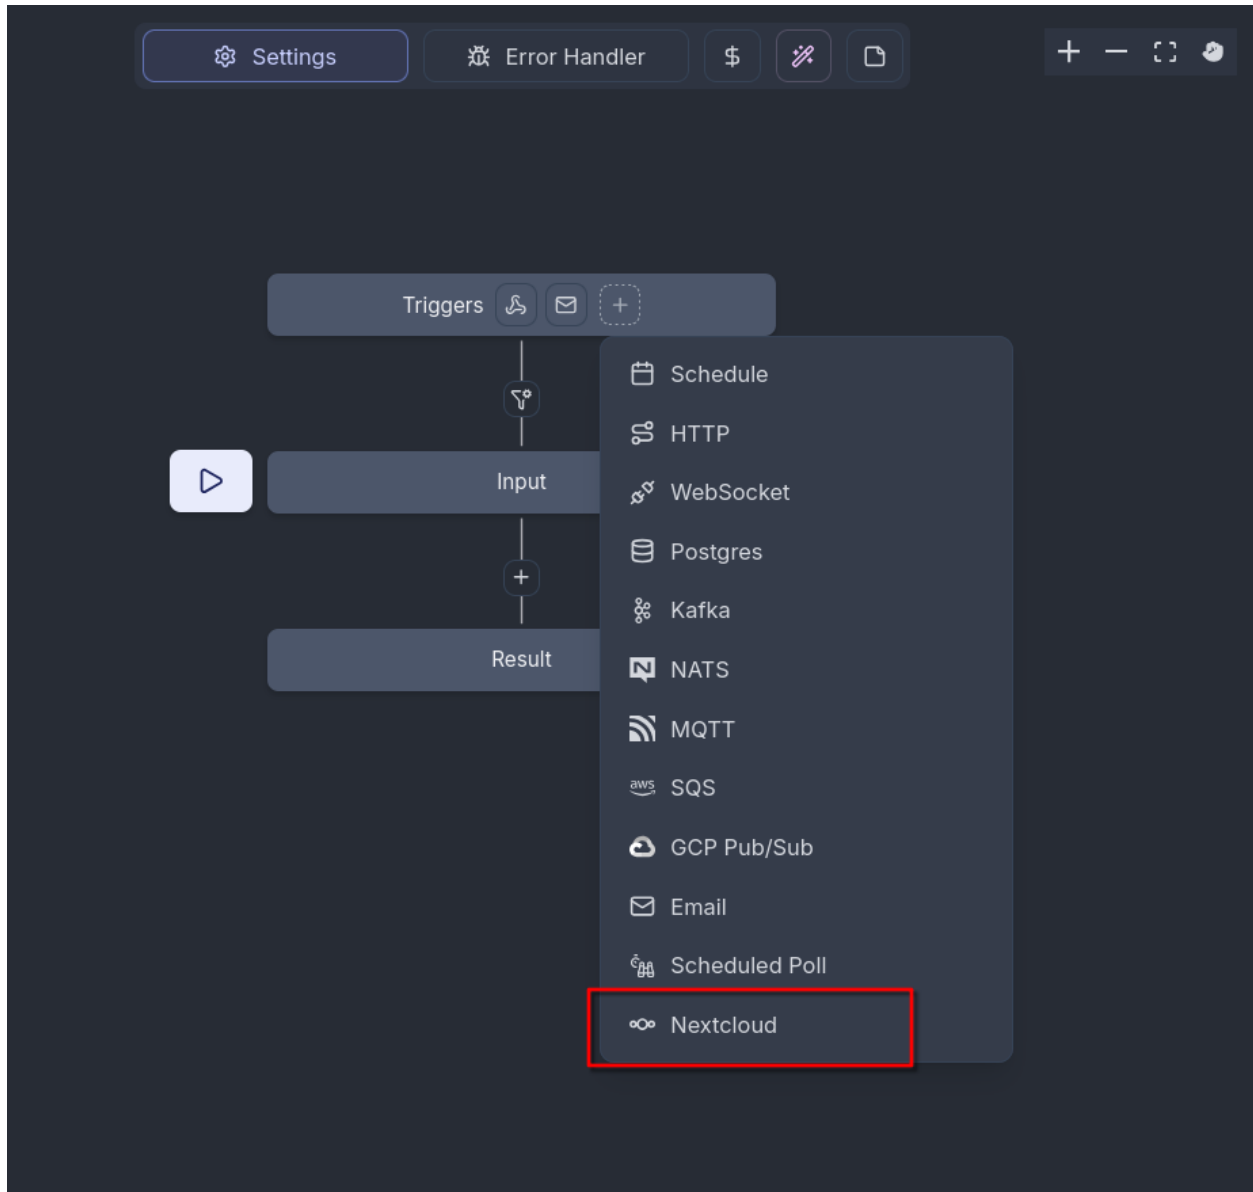 Settings
Error Handler
Triggers
Schedule
HTTP
Input
WebSocket
Postgres
Kafka
Result
NATS
MQTT
aws SQS
GCP Pub/Sub
Email
Scheduled Poll
Nextcloud